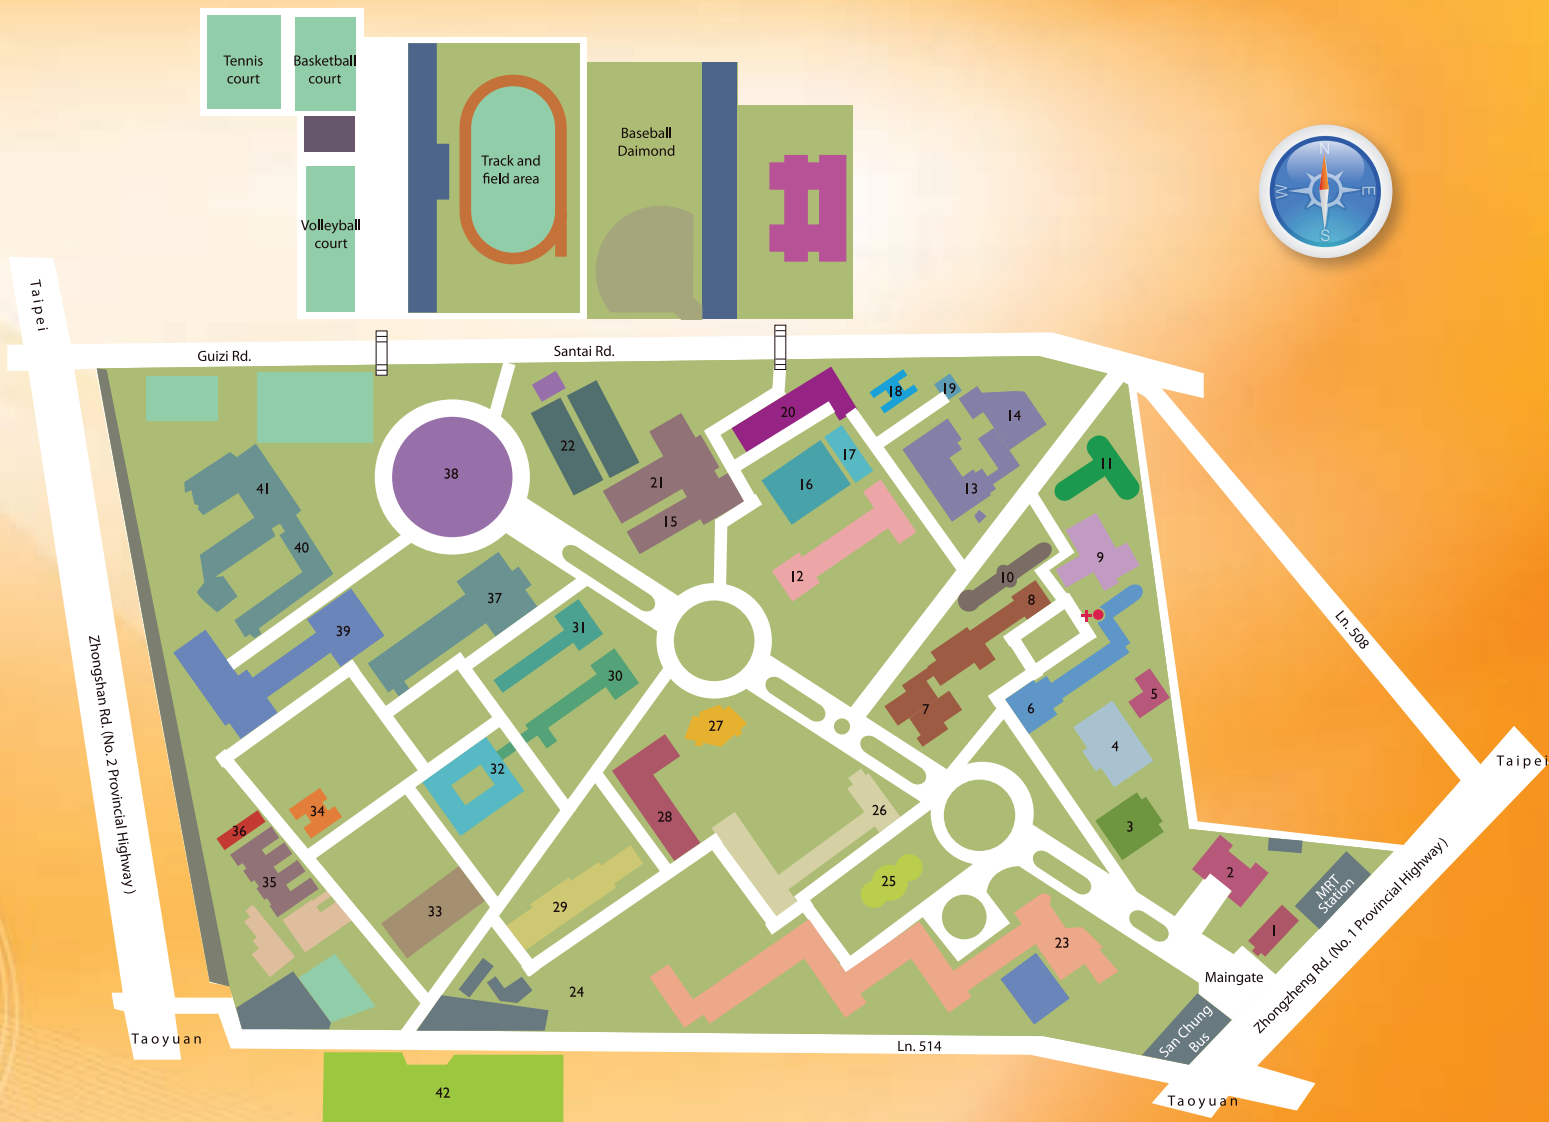 Tennis
court
Basketball
court
Volleyball
court
Track and
field area
Baseball
Daimond
N
W
E
S
Taipei
Guizi Rd.
Santai Rd.
38
22
21
15
20
16
17
18
19
14
13
12
11
10
9
8
7
6
5
4
3
2
1
41
40
39
37
31
30
32
27
28
26
25
29
33
34
36
35
24
23
42
Zhongshan Rd. (No. 2 Provincial Highway)
Ln. 508
Taipei
MRT
Station
Maingate
Zhongzheng Rd. (No. 1 Provincial Highway)
San Chung
Bus
Taoyuan
Ln. 514
Taoyuan